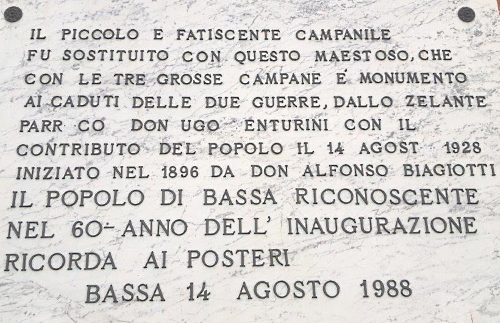 IL PICCOLO E FATISCENTE CAMPANILE
FU SOSTITUITO CON QUESTO MAESTOSO, CHE
CON LE TRE GROSSE CAMPANE E' MONUMENTO
AI CADUTI DELLE DUE GUERRE, DALLO ZELANTE
PARR CO DON UGO ENTURINI CON IL
CONTRIBUTO DEL POPOLO IL 14 AGOST 1928
INIZIATO NEL 1896 DA DON ALFONSO BIAGIOTTI
IL POPOLO DI BASSA RICONOSCENTE
NEL 60- ANNO DELL' INAUGURAZIONE
RICORDA AI POSTERI
BASSA 14 AGOSTO 1988